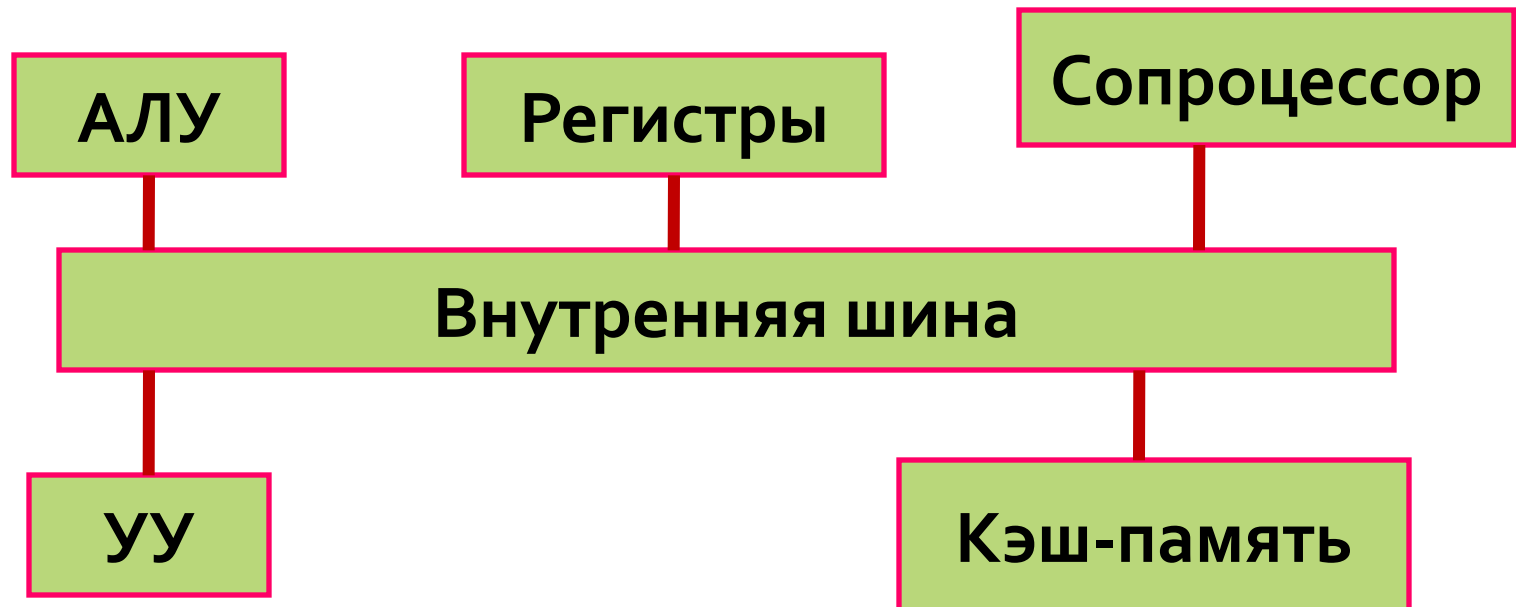 АЛУ
Регистры
Сопроцессор
Внутренняя шина
УУ
Кэш-память